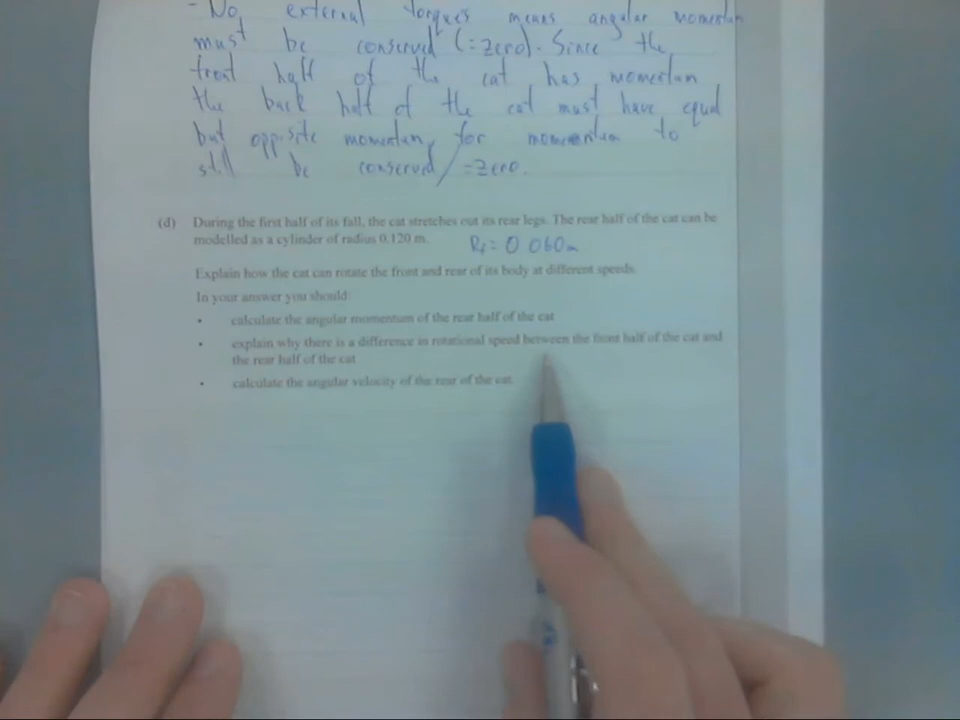 - No external torques means angular momentum
must be conserved (=zero). Since the
front half of the cat has momentum
the back half of the cat must have equal
but opposite momentum, for momentum to
still be conserved/=zero.
(d) During the first half of its fall, the cat stretches out its rear legs. The rear half of the cat can be
modelled as a cylinder of radius 0.120 m. Rf = 0.060m
Explain how the cat can rotate the front and rear of its body at different speeds.
In your answer you should:
• calculate the angular momentum of the rear half of the cat
• explain why there is a difference in rotational speed between the front half of the cat and
the rear half of the cat
• calculate the angular velocity of the rear of the cat.